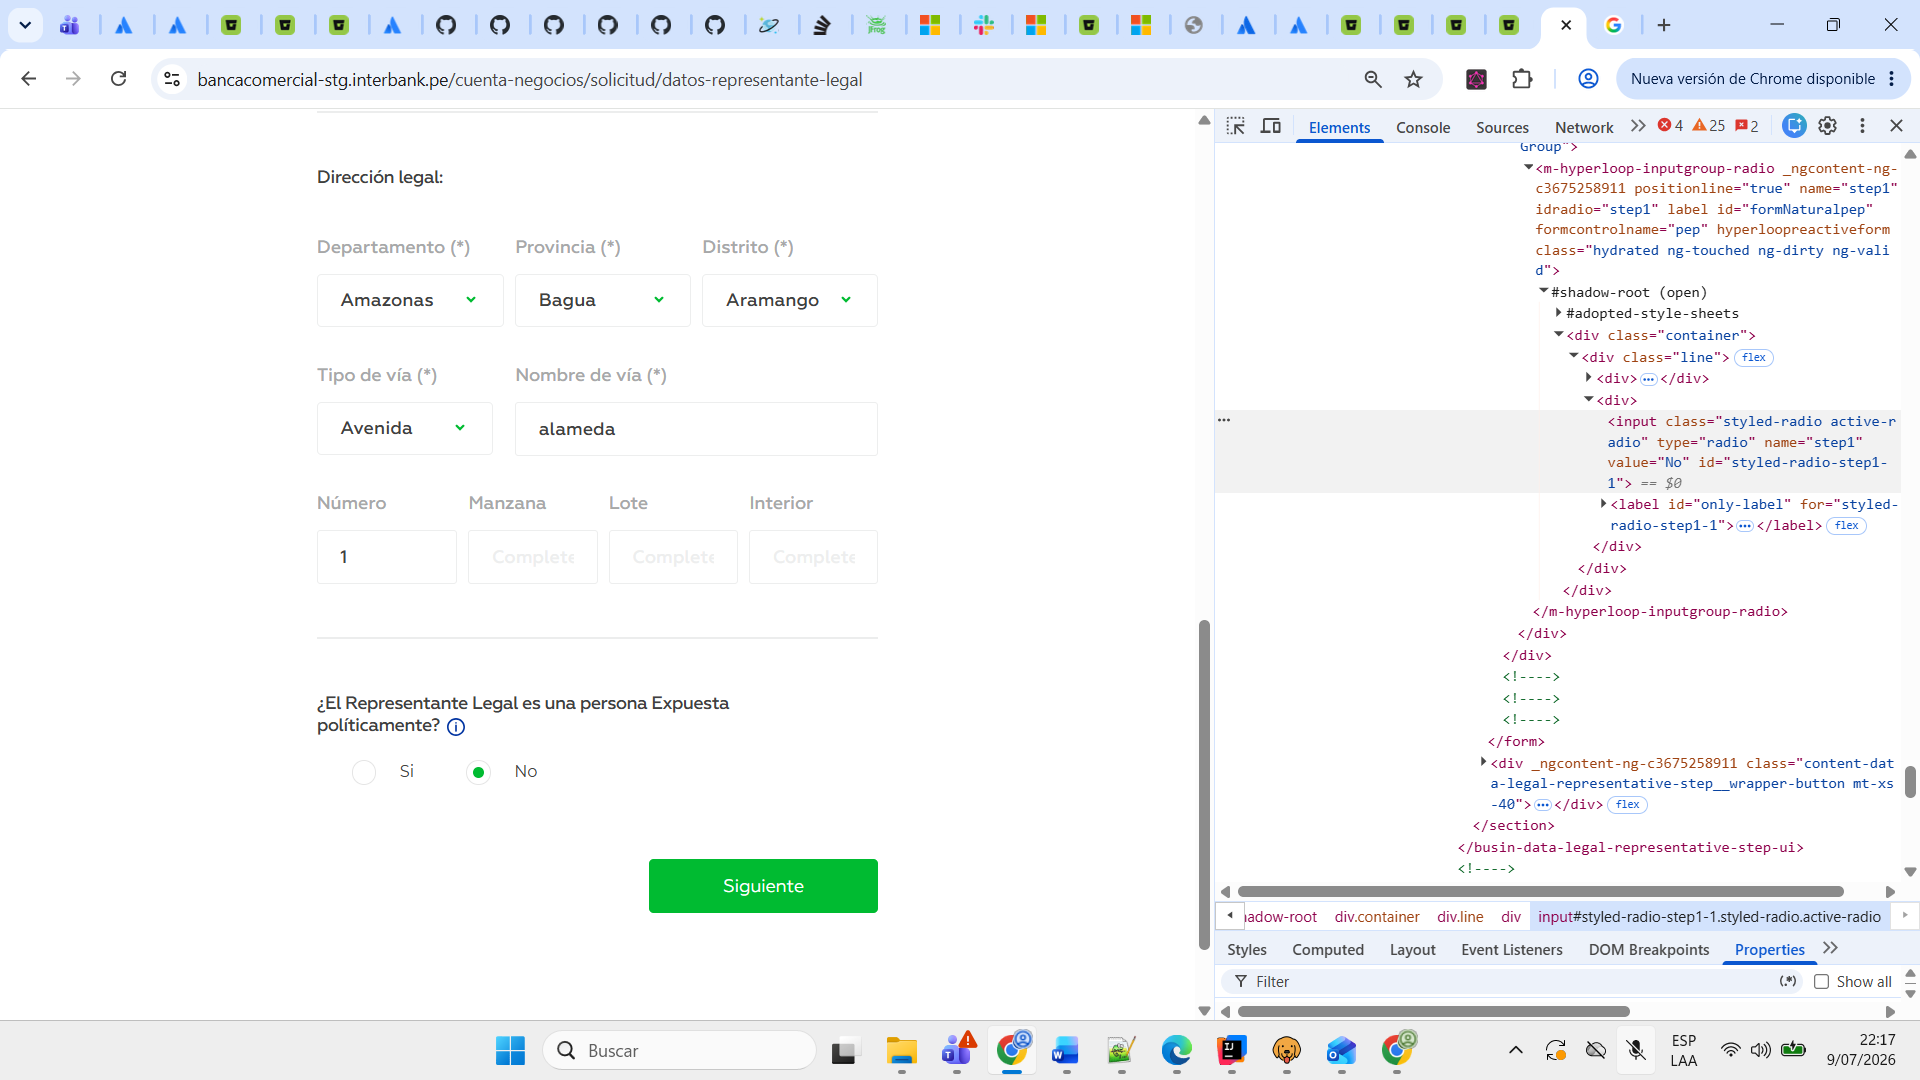 bancacomercial-stg.interbank.pe/cuenta-negocios/solicitud/datos-representante-legal
Nueva versión de Chrome disponible
Dirección legal:
Departamento (*) Provincia (*) Distrito (*)
Amazonas Bagua Aramango
Tipo de vía (*) Nombre de vía (*)
Avenida alameda
Número Manzana Lote Interior
1 Complete Complete Complete
¿El Representante Legal es una persona Expuesta
políticamente?
Si No
Siguiente
Elements Console Sources Network 4 25 2
Group">
<m-hyperloop-inputgroup-radio _ngcontent-ng-
c3675258911 positionline="true" name="step1"
idradio="step1" label id="formNaturalpep"
formcontrolname="pep" hyperloopreactiveform
class="hydrated ng-touched ng-dirty ng-vali
d">
#shadow-root (open)
#adopted-style-sheets
<div class="container">
<div class="line"> flex
<div> … </div>
<div>
<input class="styled-radio active-r
adio" type="radio" name="step1"
value="No" id="styled-radio-step1-
1"> == $0
<label id="only-label" for="styled-
radio-step1-1"> … </label> flex
</div>
</div>
</div>
</m-hyperloop-inputgroup-radio>
</div>
</div>
<!---->
<!---->
<!---->
</form>
<div _ngcontent-ng-c3675258911 class="content-dat
a-legal-representative-step__wrapper-button mt-xs
-40"> … </div> flex
</section>
</busin-data-legal-representative-step-ui>
<!---->
adow-root div.container div.line div input#styled-radio-step1-1.styled-radio.active-radio
Styles Computed Layout Event Listeners DOM Breakpoints Properties
Filter (.*) Show all
Buscar
ESP
LAA
22:17
9/07/2026